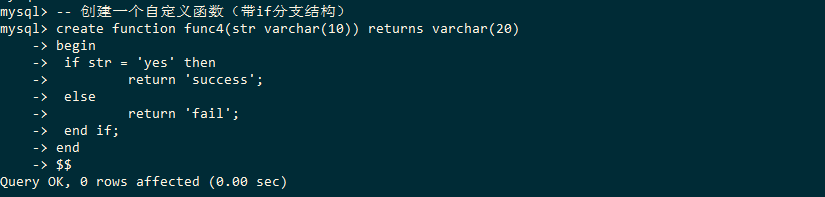 mysql> -- 创建一个自定义函数（带if分支结构）
mysql> create function func4(str varchar(10)) returns varchar(20)
    -> begin
    ->  if str = 'yes' then
    ->          return 'success';
    ->  else
    ->          return 'fail';
    ->  end if;
    -> end
    -> $$
Query OK, 0 rows affected (0.00 sec)